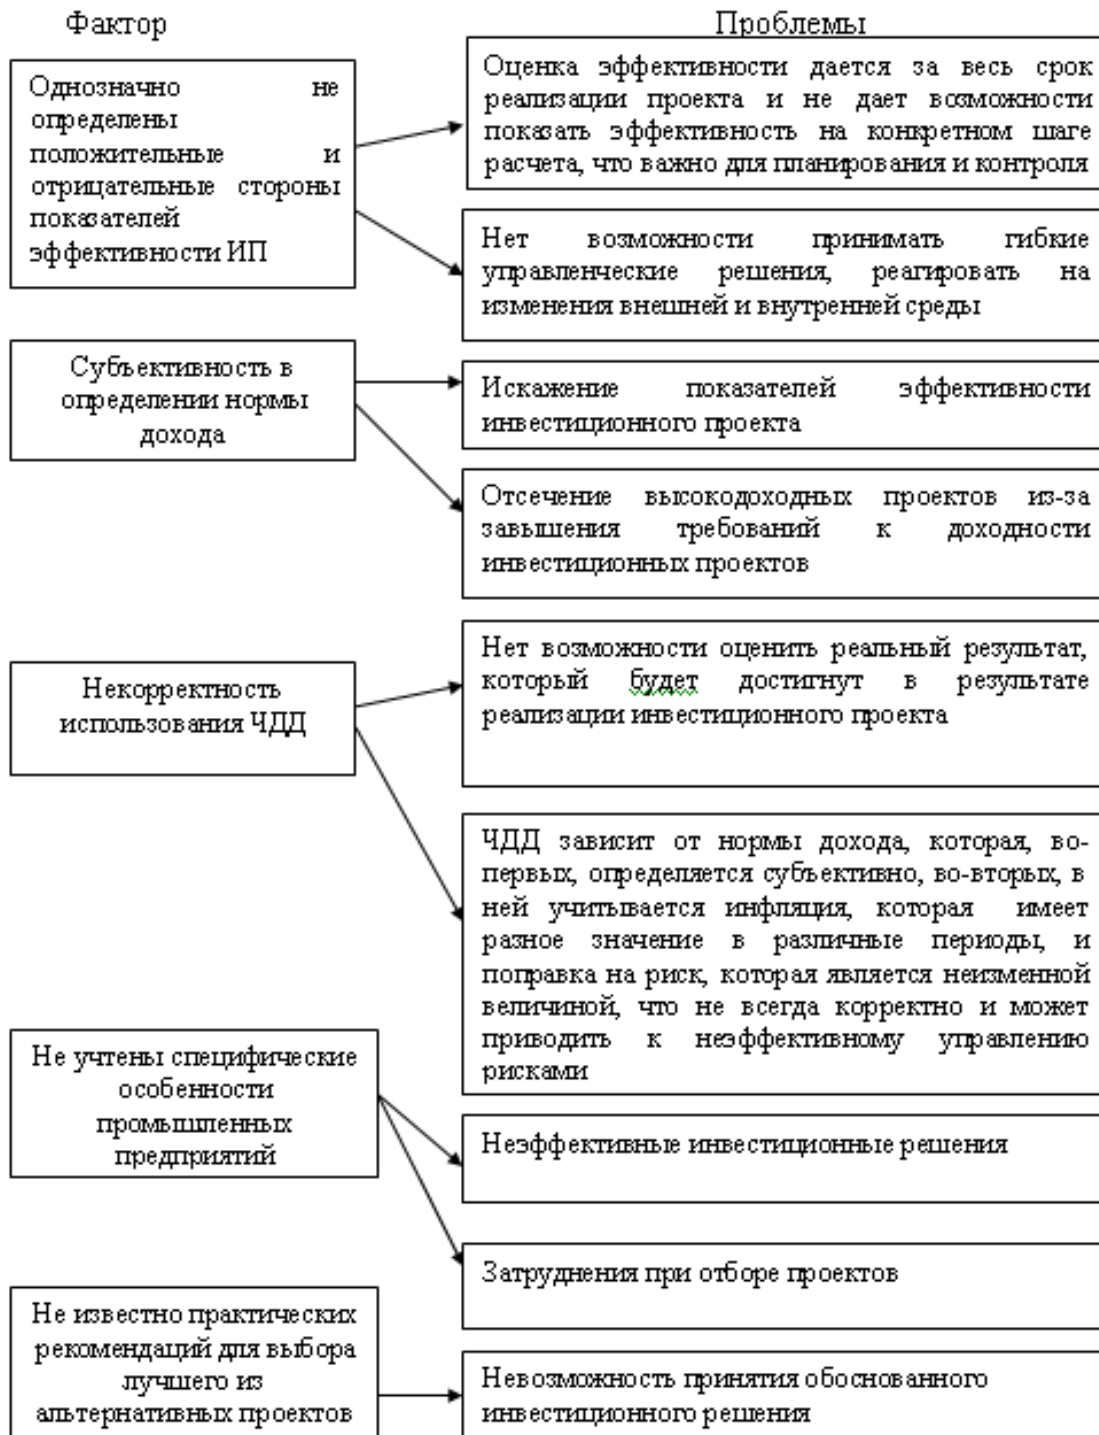 Фактор
Проблемы
Однозначно не
определены
положительные и
отрицательные стороны
показателей
эффективности ИП
Оценка эффективности дается за весь срок
реализации проекта и не дает возможности
показать эффективность на конкретном шаге
расчета, что важно для планирования и контроля
Нет возможности принимать гибкие
управленческие решения, реагировать на
изменения внешней и внутренней среды
Субъективность в
определении нормы
дохода
Искажение показателей эффективности
инвестиционного проекта
Отсечение высокодоходных проектов из-за
завышения требований к доходности
инвестиционных проектов
Некорректность
использования ЧДД
Нет возможности оценить реальный результат,
который будет достигнут в результате
реализации инвестиционного проекта
ЧДД зависит от нормы дохода, которая, во-
первых, определяется субъективно, во-вторых, в
ней учитывается инфляция, которая имеет
разное значение в различные периоды, и
поправка на риск, которая является неизменной
величиной, что не всегда корректно и может
приводить к неэффективному управлению
рисками
Не учтены специфические
особенности
промышленных
предприятий
Неэффективные инвестиционные решения
Затруднения при отборе проектов
Не известно практических
рекомендаций для выбора
лучшего из
альтернативных проектов
Невозможность принятия обоснованного
инвестиционного решения